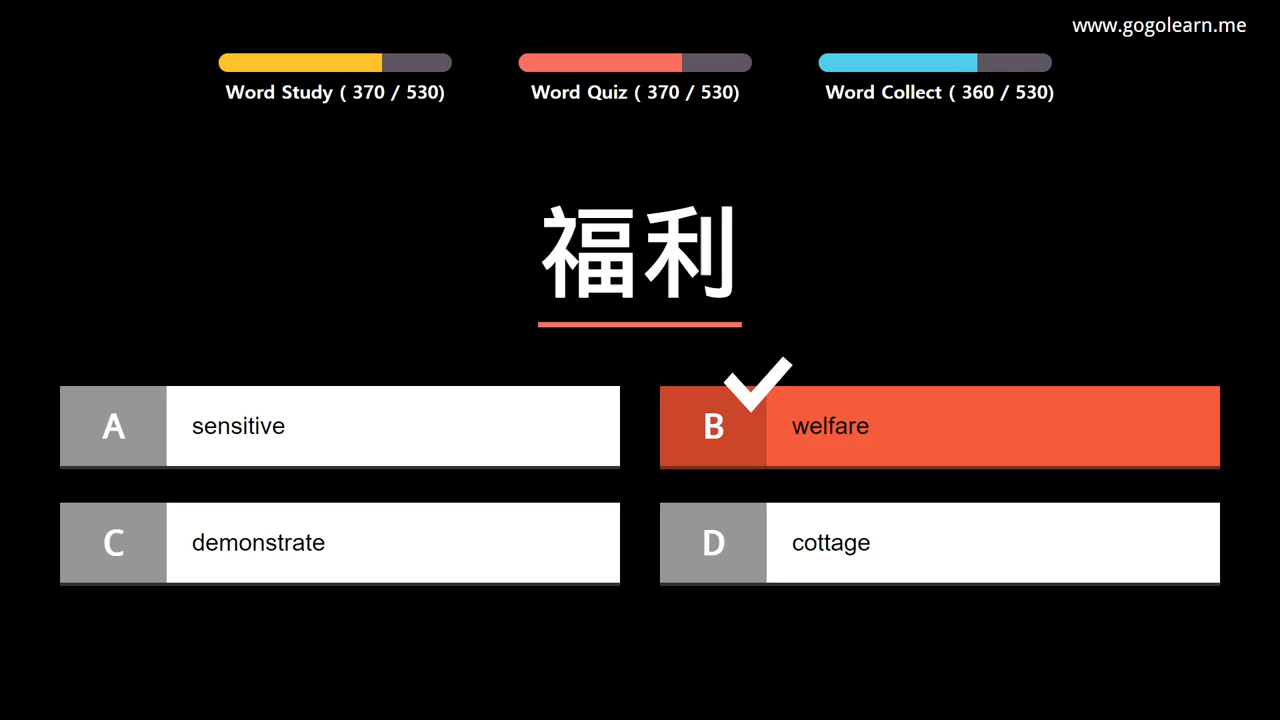 www.gogolearn.me
Word Study ( 370 / 530)
Word Quiz ( 370 / 530)
Word Collect ( 360 / 530)
福利
A sensitive
B welfare
C demonstrate
D cottage